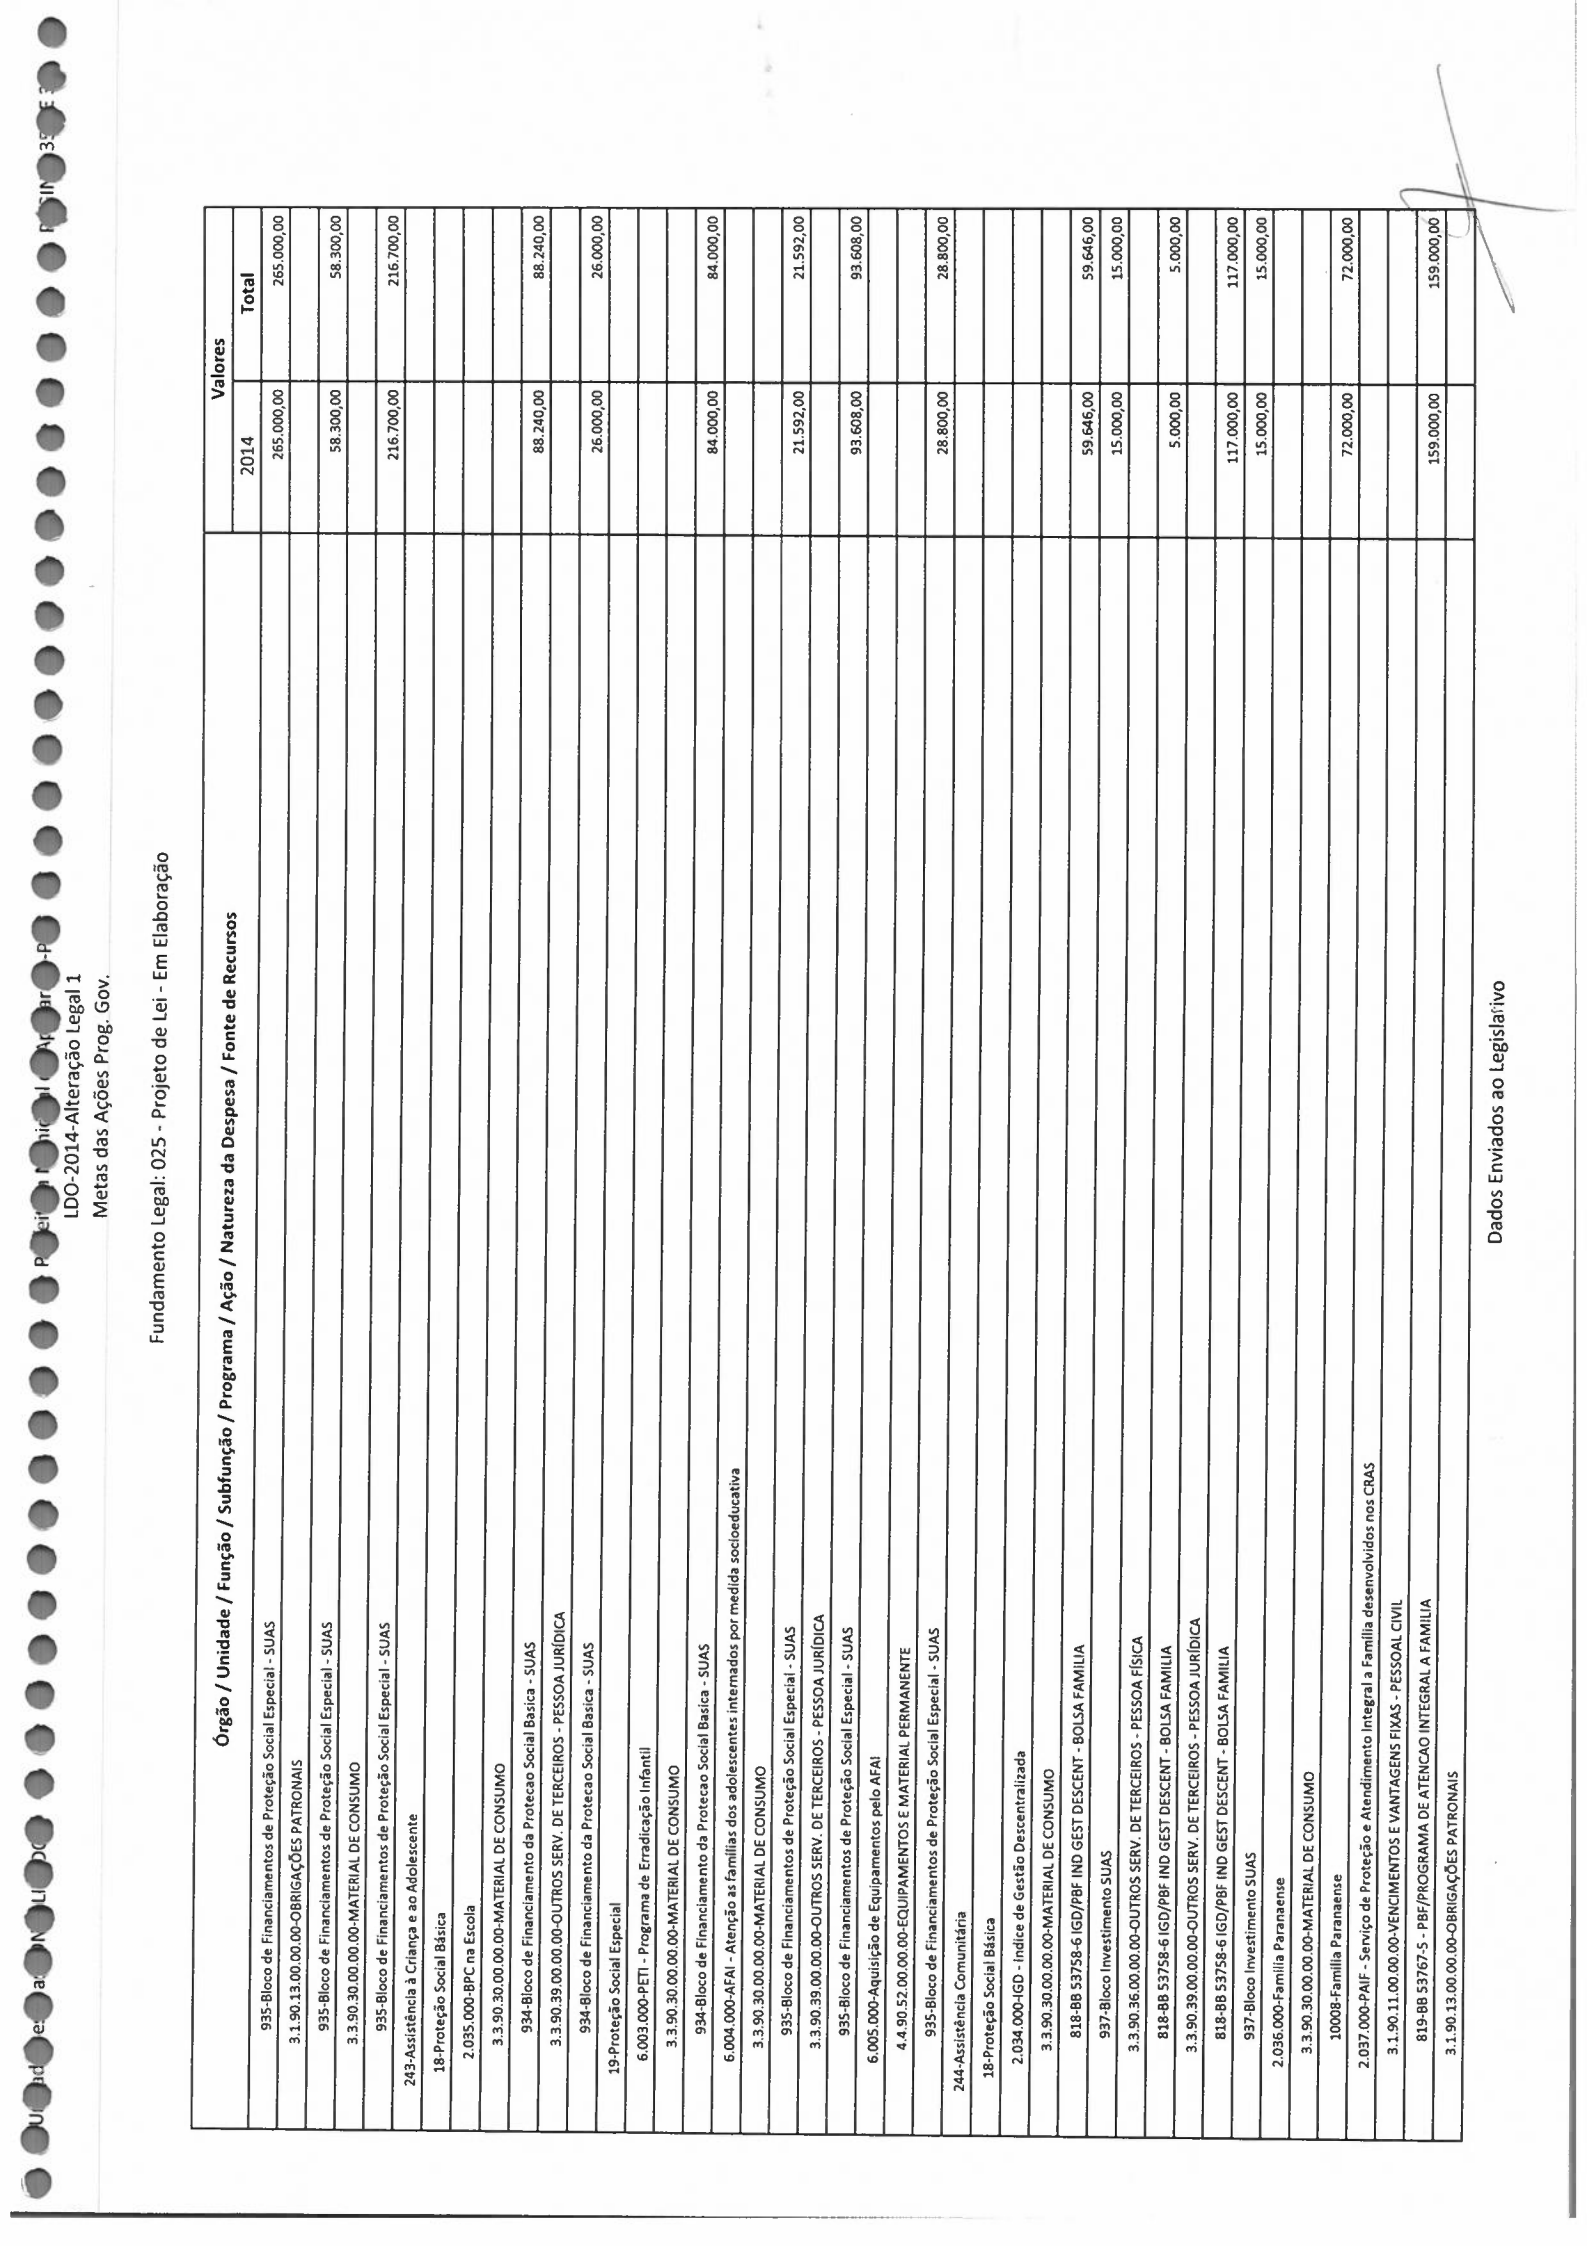 LDO-2014-Alteração Legal 1
Metas das Ações Prog. Gov.
Fundamento Legal: 025 - Projeto de Lei - Em Elaboração
Órgão / Unidade / Função / Subfunção / Programa / Ação / Natureza da Despesa / Fonte de Recursos Valores
2014 Total
935-Bloco de Financiamentos de Proteção Social Especial - SUAS 265.000,00 265.000,00
3.1.90.13.00.00.00-OBRIGAÇÕES PATRONAIS
935-Bloco de Financiamentos de Proteção Social Especial - SUAS 58.300,00 58.300,00
3.3.90.30.00.00.00-MATERIAL DE CONSUMO
935-Bloco de Financiamentos de Proteção Social Especial - SUAS 216.700,00 216.700,00
243-Assistência à Criança e ao Adolescente
18-Proteção Social Básica
2.035.000-BPC na Escola
3.3.90.30.00.00.00-MATERIAL DE CONSUMO
934-Bloco de Financiamento da Protecao Social Basica - SUAS 88.240,00 88.240,00
3.3.90.39.00.00.00-OUTROS SERV. DE TERCEIROS - PESSOA JURÍDICA
934-Bloco de Financiamento da Protecao Social Basica - SUAS 26.000,00 26.000,00
19-Proteção Social Especial
6.003.000-PETI - Programa de Erradicação Infantil
3.3.90.30.00.00.00-MATERIAL DE CONSUMO
934-Bloco de Financiamento da Protecao Social Basica - SUAS 84.000,00 84.000,00
6.004.000-AFAI - Atenção as famílias dos adolescentes internados por medida socioeducativa
3.3.90.30.00.00.00-MATERIAL DE CONSUMO
935-Bloco de Financiamentos de Proteção Social Especial - SUAS 21.592,00 21.592,00
3.3.90.39.00.00.00-OUTROS SERV. DE TERCEIROS - PESSOA JURÍDICA
935-Bloco de Financiamentos de Proteção Social Especial - SUAS 93.608,00 93.608,00
6.005.000-Aquisição de Equipamentos pelo AFAI
4.4.90.52.00.00.00-EQUIPAMENTOS E MATERIAL PERMANENTE
935-Bloco de Financiamentos de Proteção Social Especial - SUAS 28.800,00 28.800,00
244-Assistência Comunitária
18-Proteção Social Básica
2.034.000-IGD - Indice de Gestão Descentralizada
3.3.90.30.00.00.00-MATERIAL DE CONSUMO
818-BB 53758-6 IGD/PBF IND GEST DESCENT - BOLSA FAMILIA 59.646,00 59.646,00
937-Bloco Investimento SUAS 15.000,00 15.000,00
3.3.90.36.00.00.00-OUTROS SERV. DE TERCEIROS - PESSOA FÍSICA
818-BB 53758-6 IGD/PBF IND GEST DESCENT - BOLSA FAMILIA 5.000,00 5.000,00
3.3.90.39.00.00.00-OUTROS SERV. DE TERCEIROS - PESSOA JURÍDICA
818-BB 53758-6 IGD/PBF IND GEST DESCENT - BOLSA FAMILIA 117.000,00 117.000,00
937-Bloco Investimento SUAS 15.000,00 15.000,00
2.036.000-Familia Paranaense
3.3.90.30.00.00.00-MATERIAL DE CONSUMO
10008-Família Paranaense 72.000,00 72.000,00
2.037.000-PAIF - Serviço de Proteção e Atendimento Integral a Família desenvolvidos nos CRAS
3.1.90.11.00.00.00-VENCIMENTOS E VANTAGENS FIXAS - PESSOAL CIVIL
819-BB 53767-5 - PBF/PROGRAMA DE ATENCAO INTEGRAL A FAMILIA 159.000,00 159.000,00
3.1.90.13.00.00.00-OBRIGAÇÕES PATRONAIS
Dados Enviados ao Legislativo